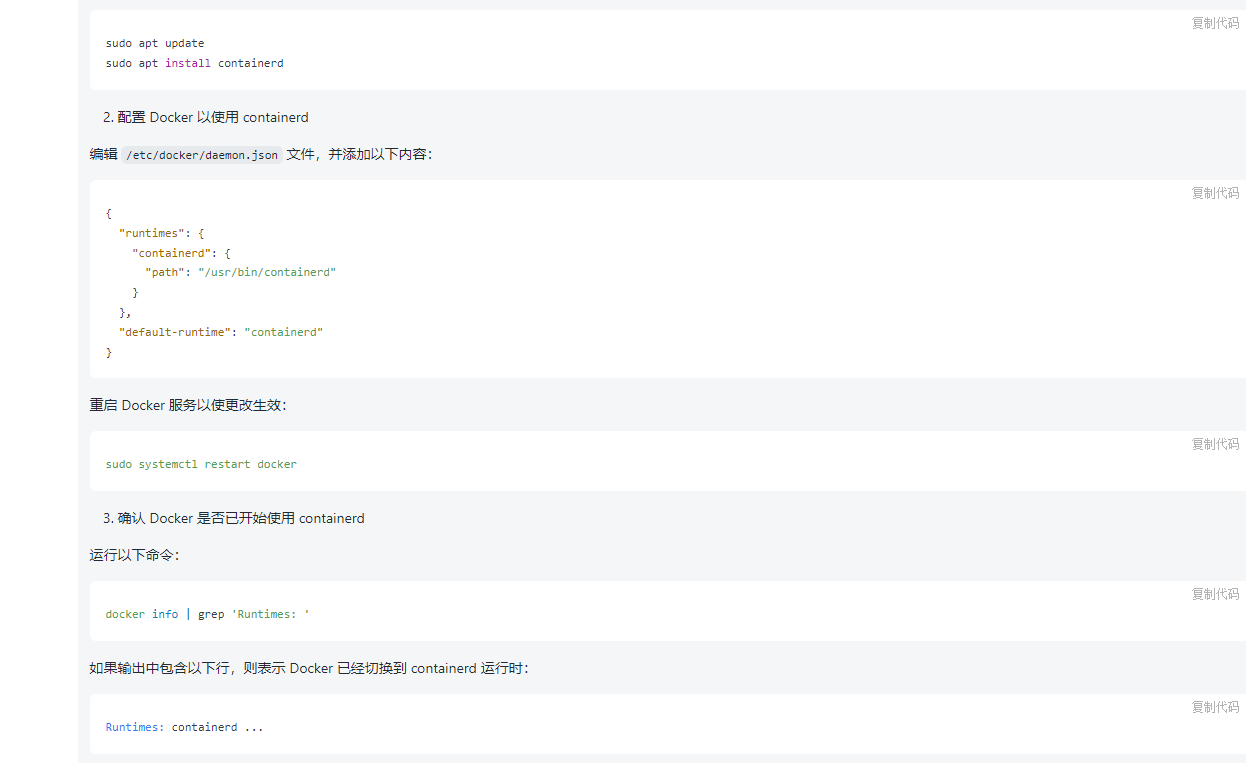 复制代码
sudo apt update
sudo apt install containerd
2. 配置 Docker 以使用 containerd
编辑 /etc/docker/daemon.json 文件，并添加以下内容：
复制代码
{
  "runtimes": {
    "containerd": {
      "path": "/usr/bin/containerd"
    }
  },
  "default-runtime": "containerd"
}
重启 Docker 服务以使更改生效：
复制代码
sudo systemctl restart docker
3. 确认 Docker 是否已开始使用 containerd
运行以下命令：
复制代码
docker info | grep 'Runtimes: '
如果输出中包含以下行，则表示 Docker 已经切换到 containerd 运行时：
复制代码
Runtimes: containerd ...